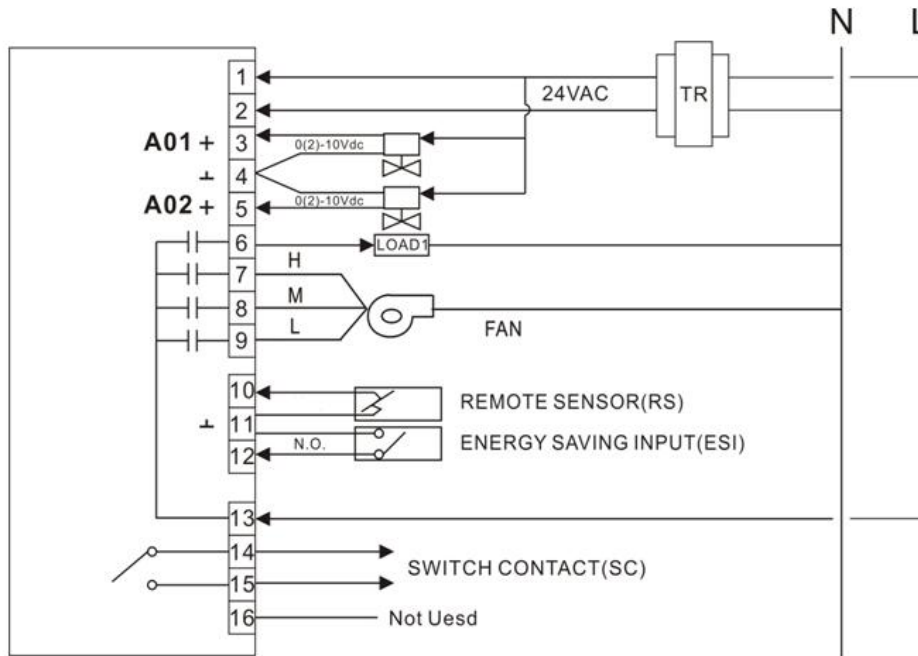 N L
1
24VAC TR
2
A01 + 3 0(2)-10Vdc
4
A02 + 5 0(2)-10Vdc
6 LOAD1
7 H
8 M
9 L FAN
10
REMOTE SENSOR(RS)
11
12 N.O. ENERGY SAVING INPUT(ESI)
13
14
SWITCH CONTACT(SC)
15
16 Not Uesd